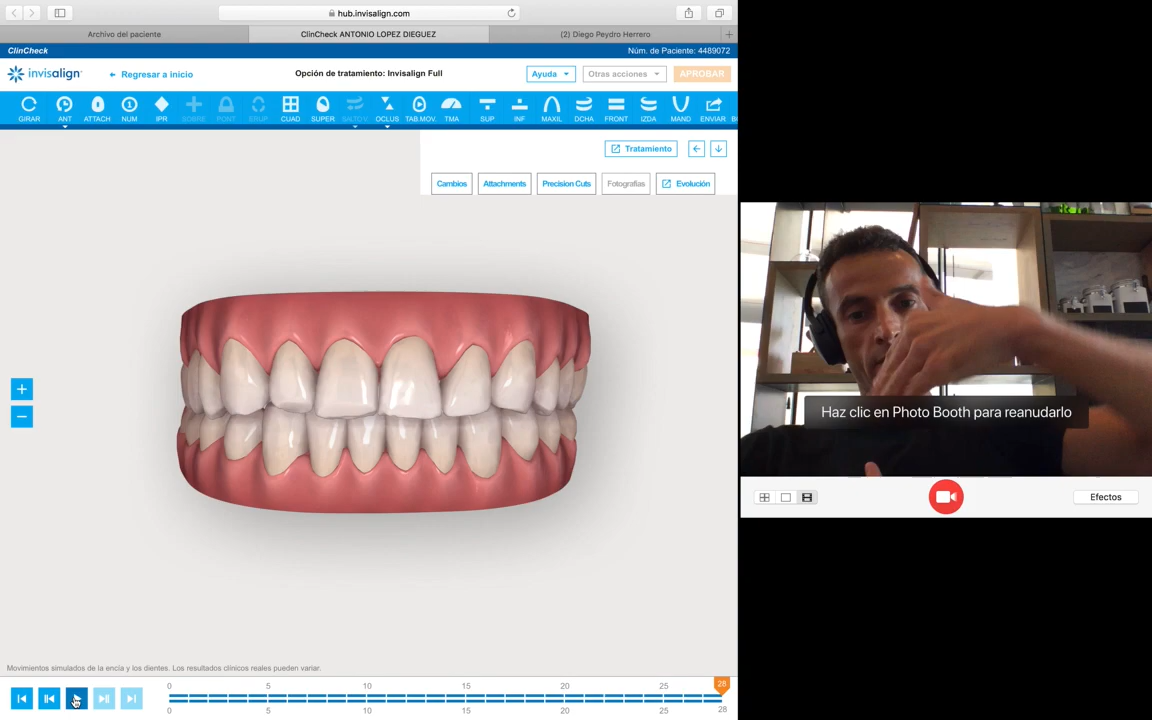 hub.invisalign.com
Archivo del paciente
ClinCheck ANTONIO LOPEZ DIEGUEZ
(2) Diego Peydro Herrero
ClinCheck
Núm. de Paciente: 4489072
invisalign
Regresar a inicio
Opción de tratamiento: Invisalign Full
Ayuda
Otras acciones
APROBAR
GIRAR
ANT
ATTACH
NUM
IPR
SOBRE
PONT
ERUP
CUAD
SUPER
SALTO V.
OCLUS
TAB.MOV.
TMA
SUP
INF
MAXIL
DCHA
FRONT
IZDA
MAND
ENVIAR
Tratamiento
Cambios
Attachments
Precision Cuts
Fotografías
Evolución
Haz clic en Photo Booth para reanudarlo
Efectos
Movimientos simulados de la encía y los dientes. Los resultados clínicos reales pueden variar.
0 5 10 15 20 25 28
0 5 10 15 20 25 28